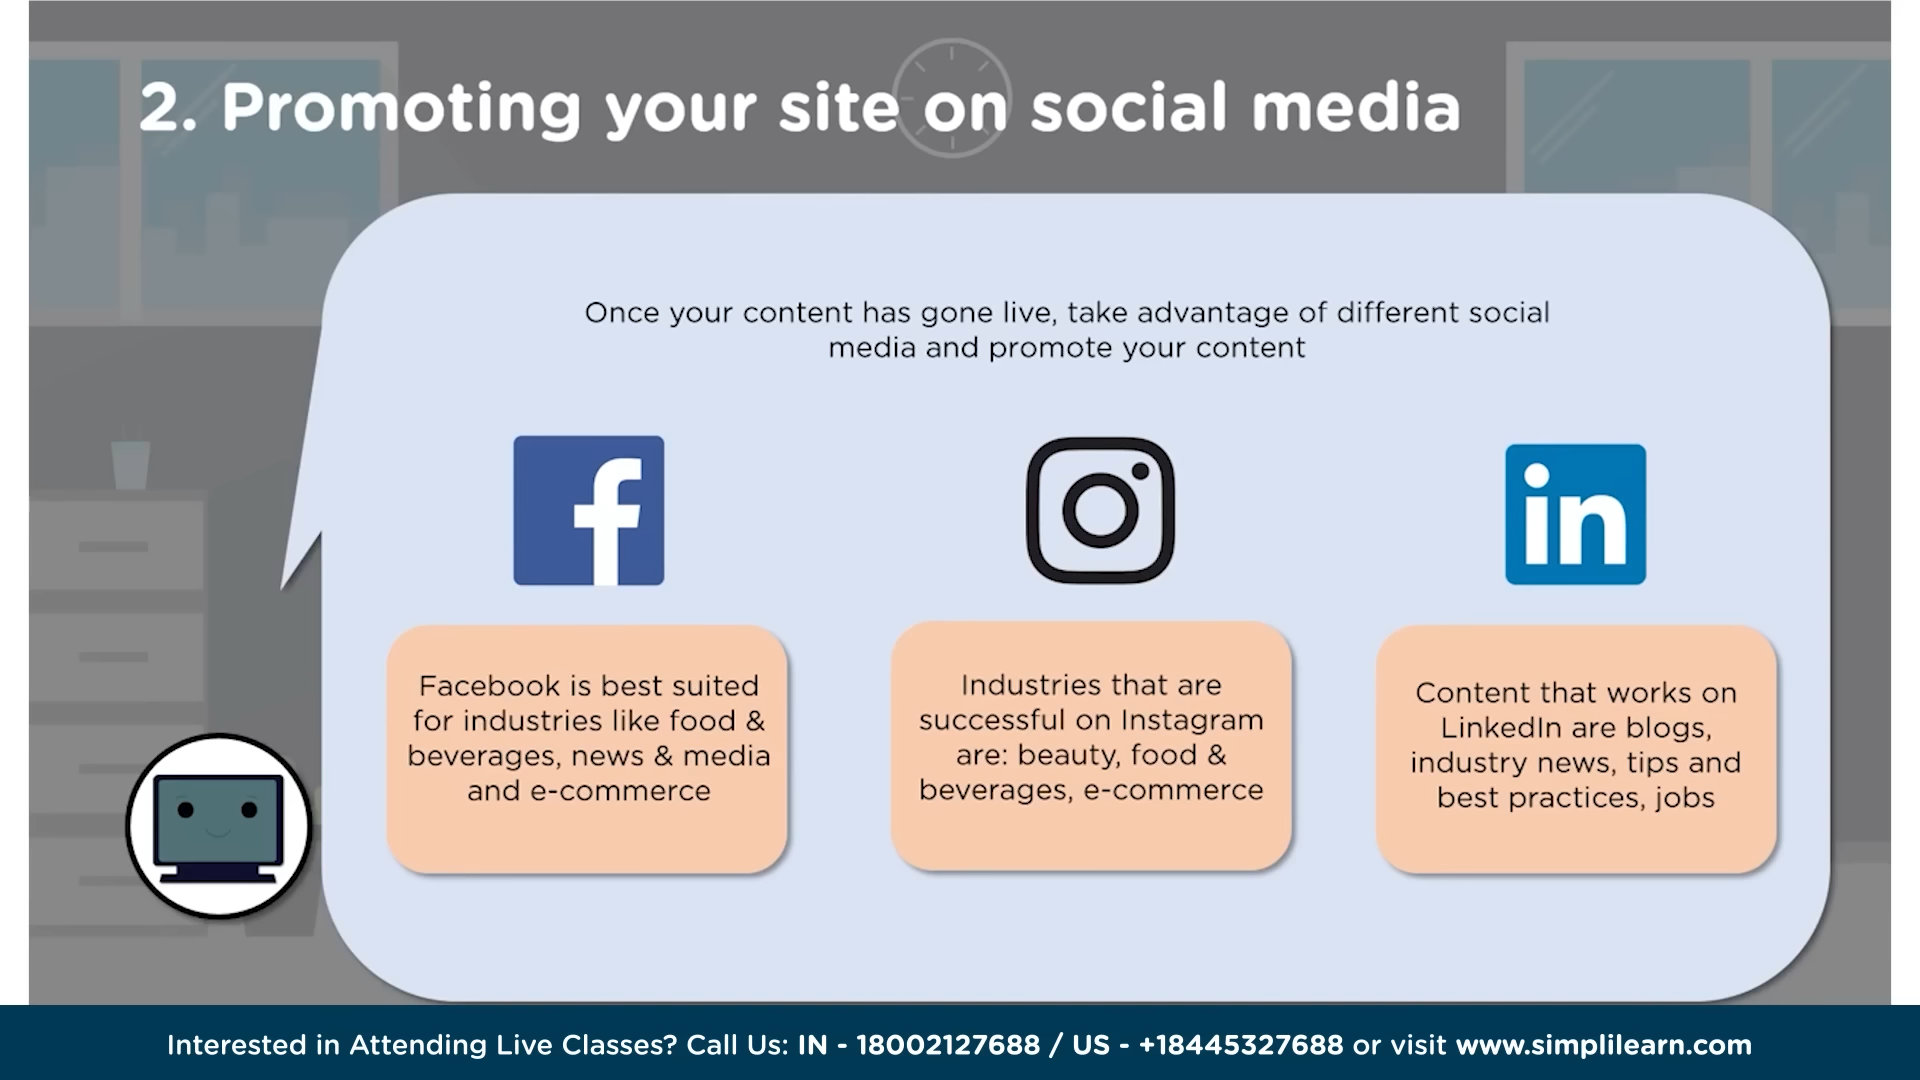 2. Promoting your site on social media
Once your content has gone live, take advantage of different social
media and promote your content
f
in
Facebook is best suited
for industries like food &
beverages, news & media
and e-commerce
Industries that are
successful on Instagram
are: beauty, food &
beverages, e-commerce
Content that works on
LinkedIn are blogs,
industry news, tips and
best practices, jobs
Interested in Attending Live Classes? Call Us: IN - 18002127688 / US - +18445327688 or visit www.simplilearn.com